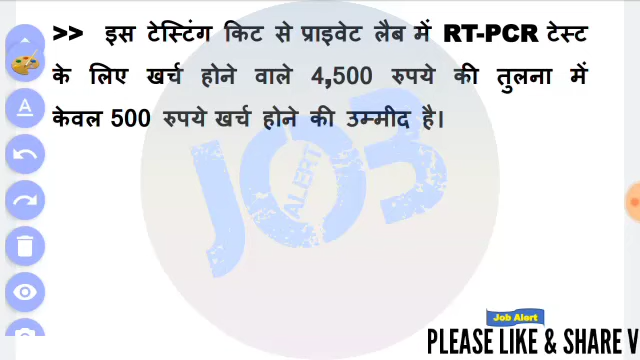 >> इस टेस्टिंग किट से प्राइवेट लैब में RT-PCR टेस्ट
के लिए खर्च होने वाले 4,500 रुपये की तुलना में
केवल 500 रुपये खर्च होने की उम्मीद है।
JOB
ALERT
Job Alert
PLEASE LIKE & SHARE V